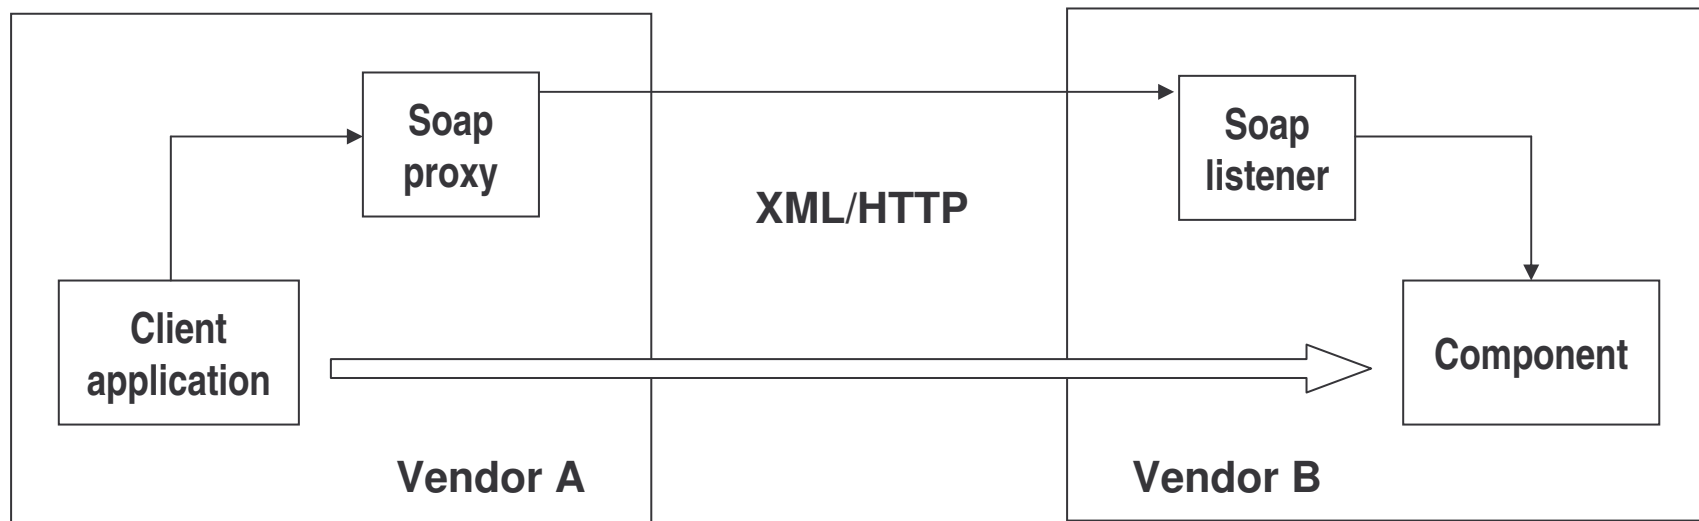 Soap
proxy
Soap
listener
XML/HTTP
Client
application
Component
Vendor A
Vendor B